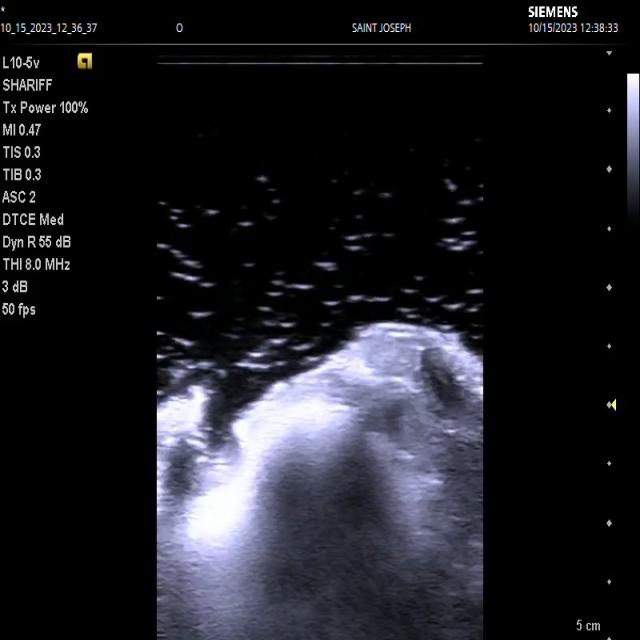 *
SIEMENS
10_15_2023_12_36_37 O SAINT JOSEPH 10/15/2023 12:38:33
L10-5v
SHARIFF
Tx Power 100%
MI 0.47
TIS 0.3
TIB 0.3
ASC 2
DTCE Med
Dyn R 55 dB
THI 8.0 MHz
3 dB
50 fps
5 cm